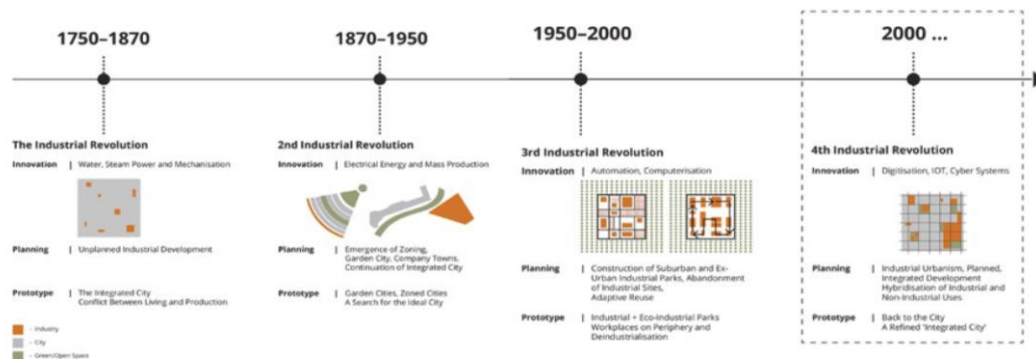 1750–1870
1870–1950
1950–2000
2000 ...
The Industrial Revolution
Innovation | Water, Steam Power and Mechanisation
Planning | Unplanned Industrial Development
Prototype | The Integrated City
Conflict Between Living and Production
2nd Industrial Revolution
Innovation | Electrical Energy and Mass Production
Planning | Emergence of Zoning,
Garden City, Company Towns,
Continuation of Integrated City
Prototype | Garden Cities, Zoned Cities
A Search for the Ideal City
3rd Industrial Revolution
Innovation | Automation, Computerisation
Planning | Construction of Suburban and Ex-
Urban Industrial Parks, Abandonment
of Industrial Sites,
Adaptive Reuse
Prototype | Industrial + Eco-Industrial Parks
Workplaces on Periphery and
Deindustrialisation
4th Industrial Revolution
Innovation | Digitisation, IOT, Cyber Systems
Planning | Industrial Urbanism, Planned,
Integrated Development
Hybridisation of Industrial and
Non-Industrial Uses
Prototype | Back to the City
A Refined 'Integrated City'
- Industry
- City
- Green/Open Space